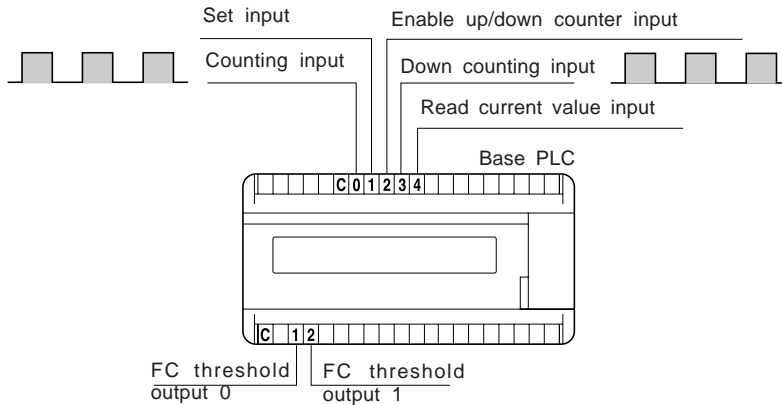 Set input
Enable up/down counter input
Counting input
Down counting input
Read current value input
Base PLC
C 0 1 2 3 4
C 1 2
FC threshold
output 0
FC threshold
output 1